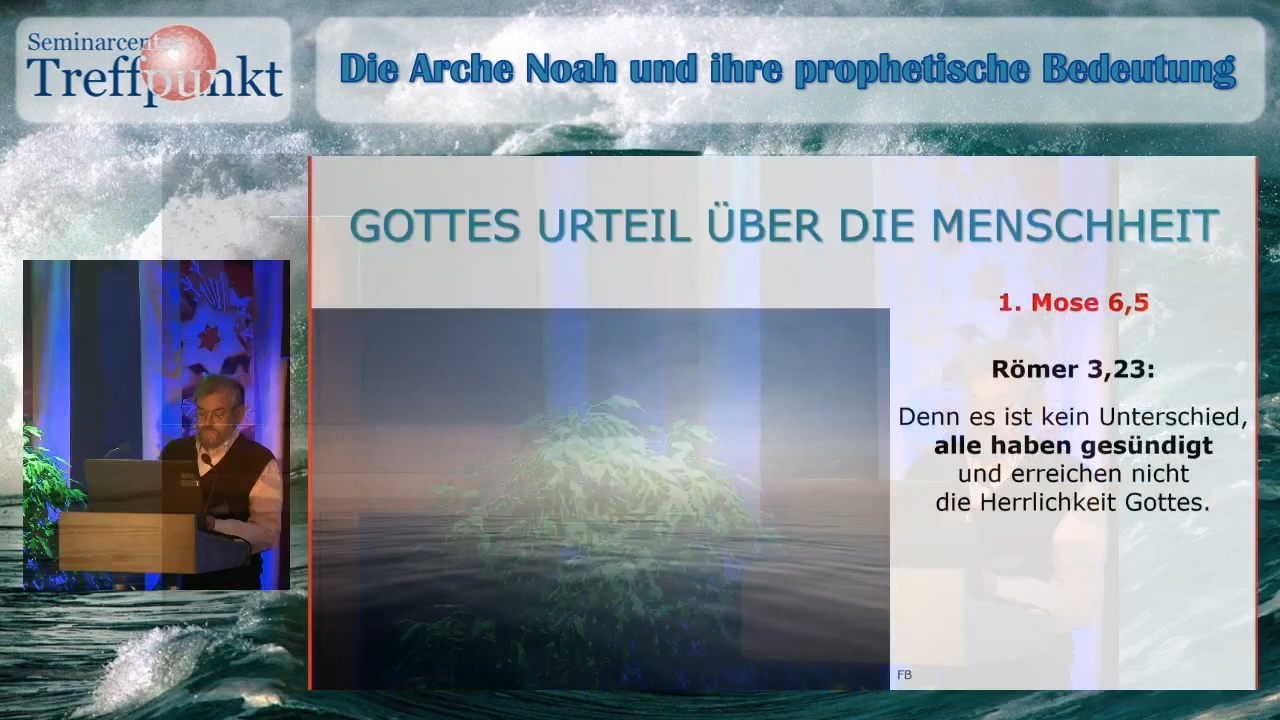 Seminarcenter
Treffpunkt
Die Arche Noah und ihre prophetische Bedeutung
GOTTES URTEIL ÜBER DIE MENSCHHEIT
1. Mose 6,5
Römer 3,23:
Denn es ist kein Unterschied,
alle haben gesündigt
und erreichen nicht
die Herrlichkeit Gottes.
FB